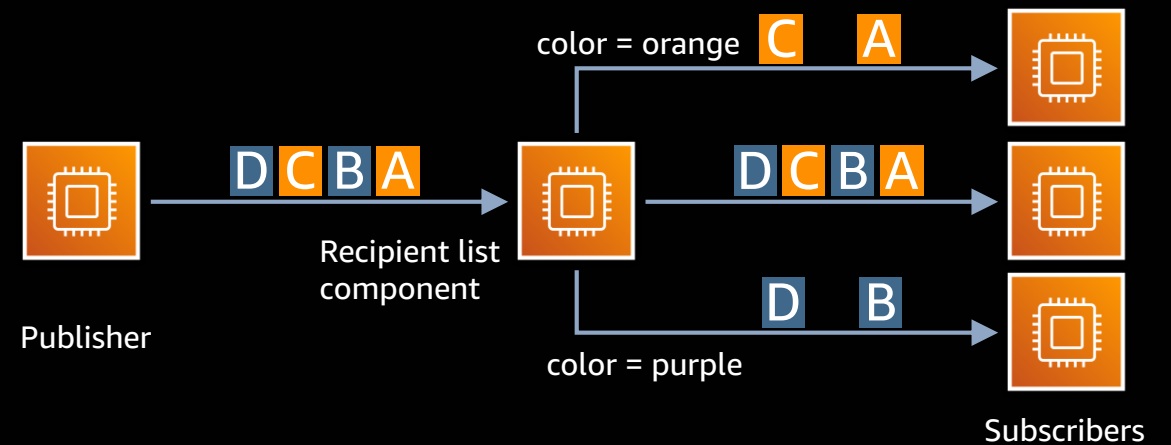 color = orange
C A
D C B A
D C B A
Recipient list
component
D B
Publisher
color = purple
Subscribers